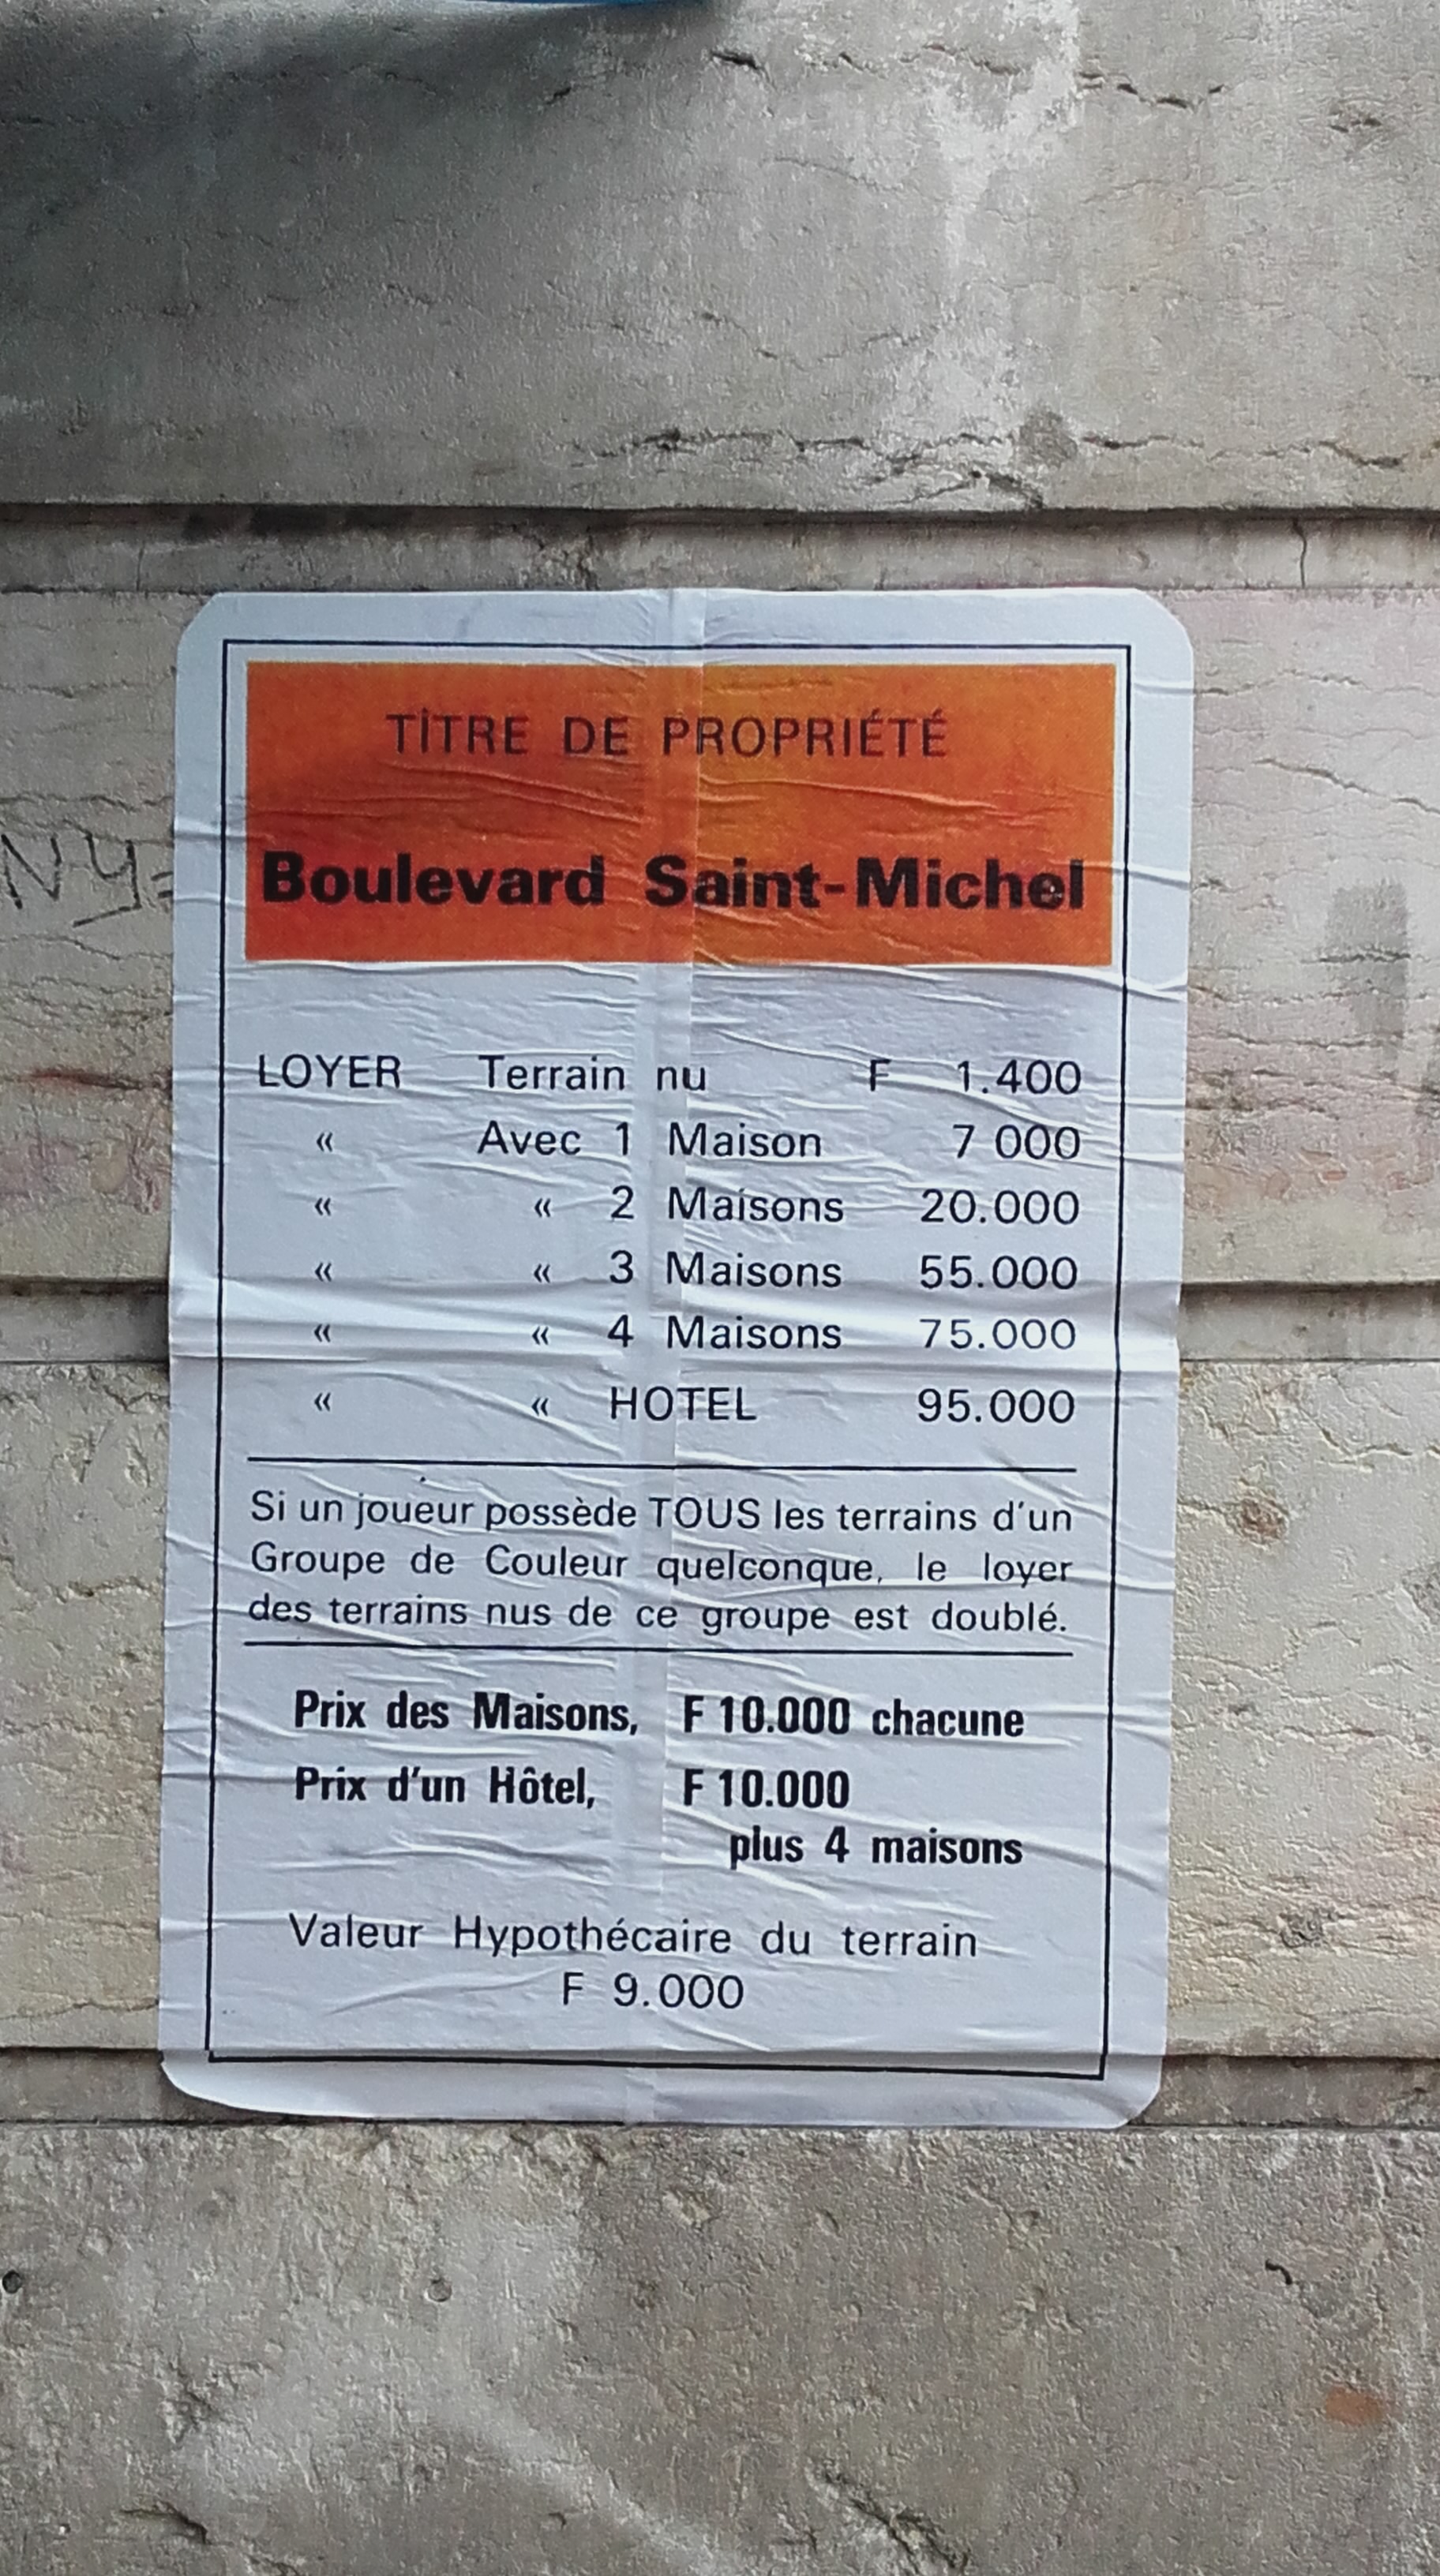 TITRE DE PROPRIÉTÉ
Boulevard Saint-Michel
LOYER Terrain nu F 1.400
« Avec 1 Maison 7 000
« « 2 Maisons 20.000
« « 3 Maisons 55.000
« « 4 Maisons 75.000
« « HOTEL 95.000
Si un joueur possède TOUS les terrains d'un
Groupe de Couleur quelconque, le loyer
des terrains nus de ce groupe est doublé.
Prix des Maisons, F 10.000 chacune
Prix d'un Hôtel, F 10.000
plus 4 maisons
Valeur Hypothécaire du terrain
F 9.000